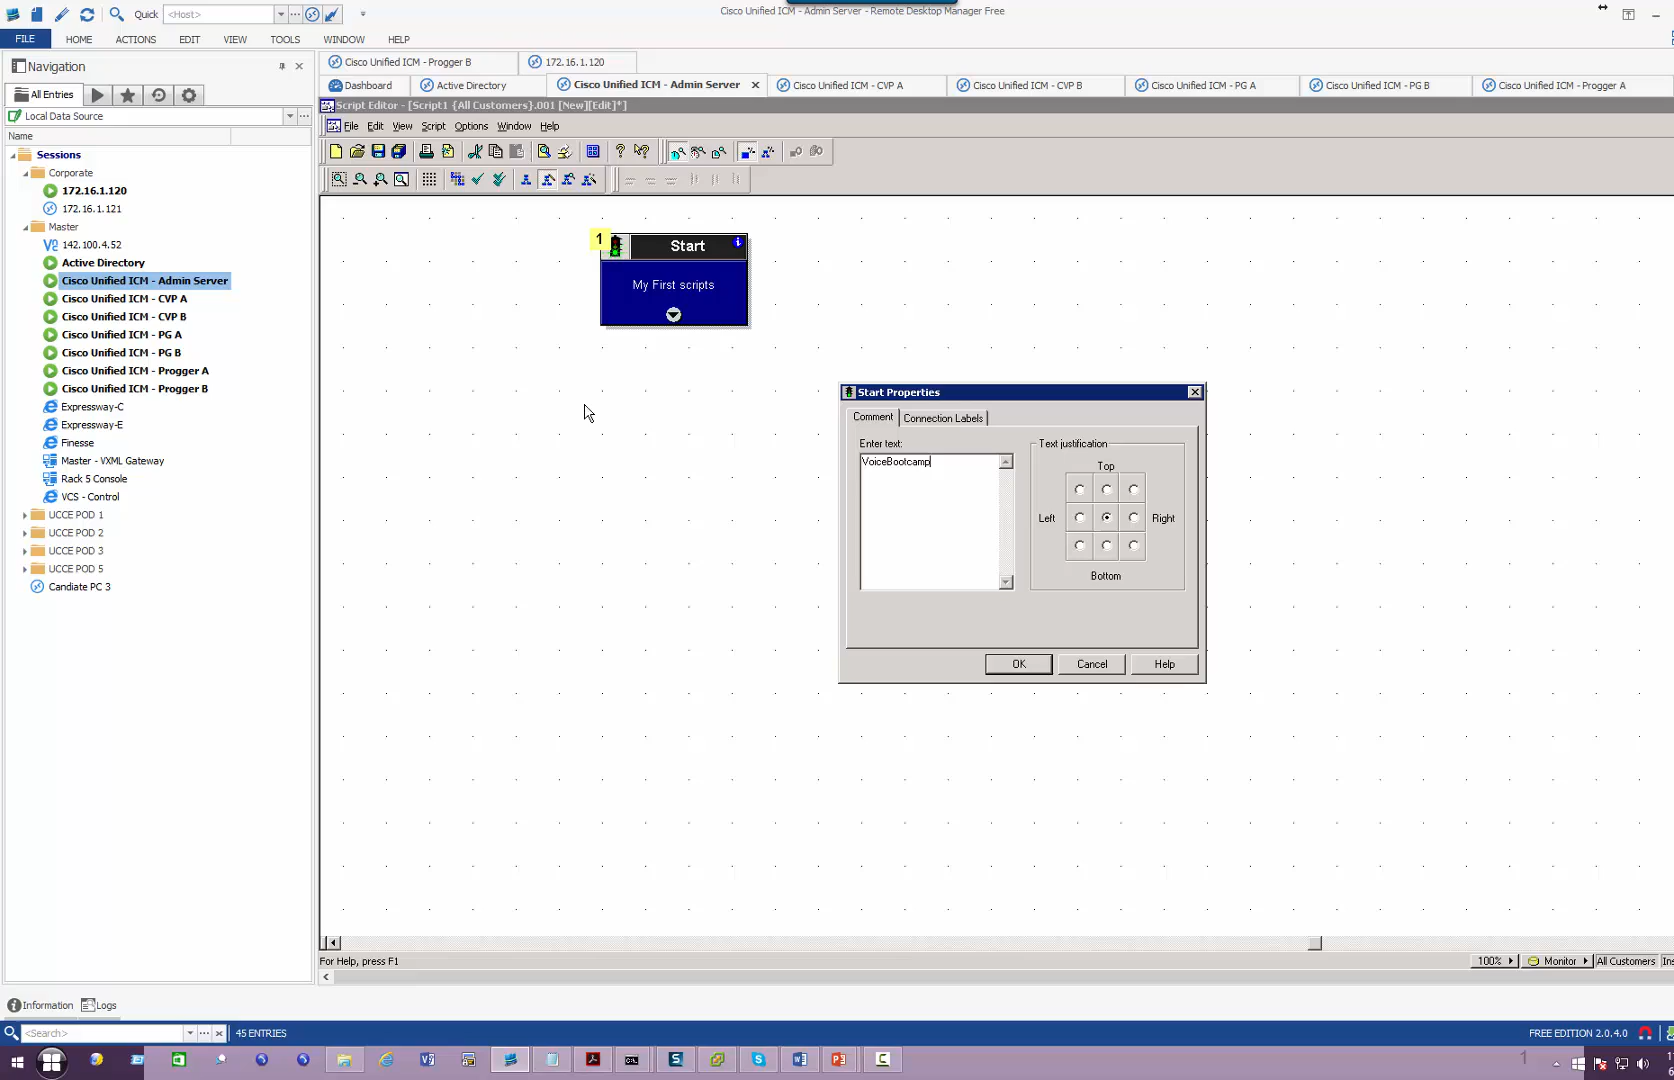 Quick
<Host>
Cisco Unified ICM - Admin Server - Remote Desktop Manager Free
FILE
HOME
ACTIONS
EDIT
VIEW
TOOLS
WINDOW
HELP
Navigation
All Entries
Local Data Source
Name
Sessions
Corporate
172.16.1.120
172.16.1.121
Master
142.100.4.52
Active Directory
Cisco Unified ICM - Admin Server
Cisco Unified ICM - CVP A
Cisco Unified ICM - CVP B
Cisco Unified ICM - PG A
Cisco Unified ICM - PG B
Cisco Unified ICM - Progger A
Cisco Unified ICM - Progger B
Expressway-C
Expressway-E
Finesse
Master - VXML Gateway
Rack 5 Console
VCS - Control
UCCE POD 1
UCCE POD 2
UCCE POD 3
UCCE POD 5
Candiate PC 3
Cisco Unified ICM - Progger B
172.16.1.120
Dashboard
Active Directory
Cisco Unified ICM - Admin Server
Cisco Unified ICM - CVP A
Cisco Unified ICM - CVP B
Cisco Unified ICM - PG A
Cisco Unified ICM - PG B
Cisco Unified ICM - Progger A
Script Editor - [Script1 {All Customers}.001 [New][Edit]*]
File
Edit
View
Script
Options
Window
Help
1
Start
My First scripts
Start Properties
Comment
Connection Labels
Enter text:
VoiceBootcamp
Text justification
Top
Left
Right
Bottom
OK
Cancel
Help
For Help, press F1
100%
Monitor
All Customers
Information
Logs
<Search>
45 ENTRIES
FREE EDITION 2.0.4.0